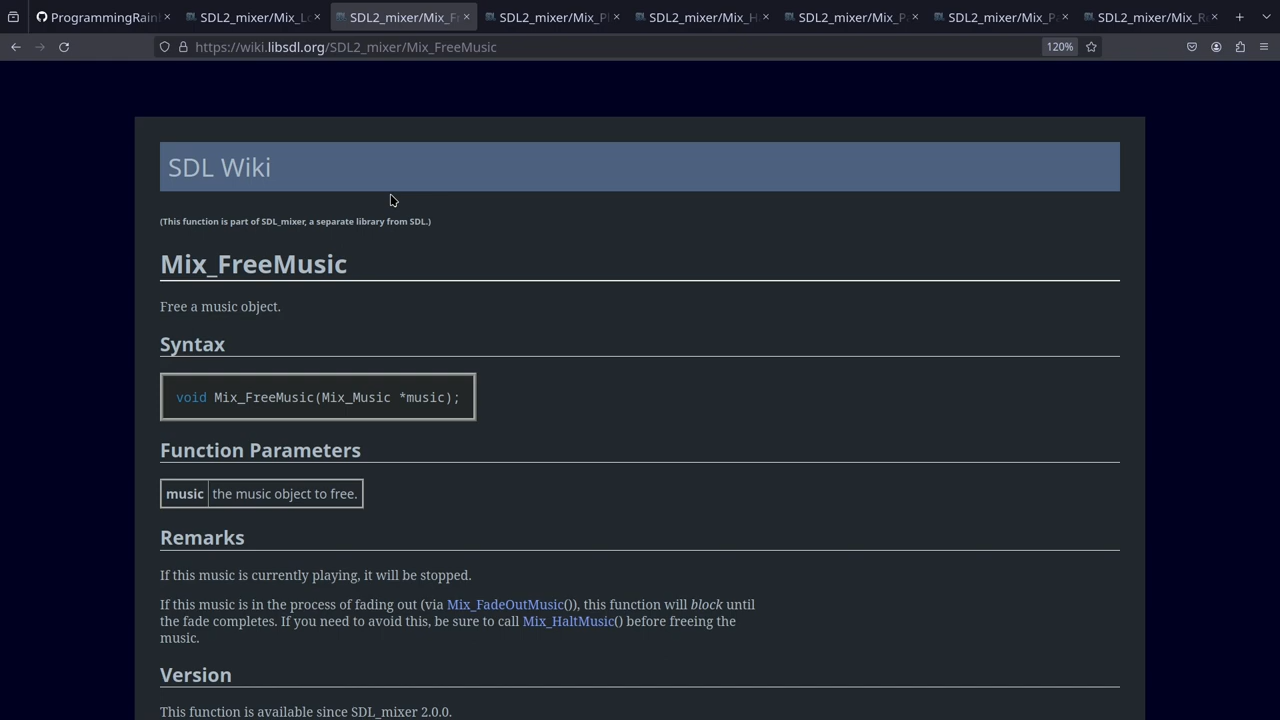 ProgrammingRain
SDL2_mixer/Mix_Lo
SDL2_mixer/Mix_Fr
SDL2_mixer/Mix_Pl
SDL2_mixer/Mix_H
SDL2_mixer/Mix_P
SDL2_mixer/Mix_Pa
SDL2_mixer/Mix_R
https://wiki.libsdl.org/SDL2_mixer/Mix_FreeMusic
120%
SDL Wiki
(This function is part of SDL_mixer, a separate library from SDL.)
Mix_FreeMusic
Free a music object.
Syntax
void Mix_FreeMusic(Mix_Music *music);
Function Parameters
music the music object to free.
Remarks
If this music is currently playing, it will be stopped.
If this music is in the process of fading out (via Mix_FadeOutMusic()), this function will block until
the fade completes. If you need to avoid this, be sure to call Mix_HaltMusic() before freeing the
music.
Version
This function is available since SDL_mixer 2.0.0.